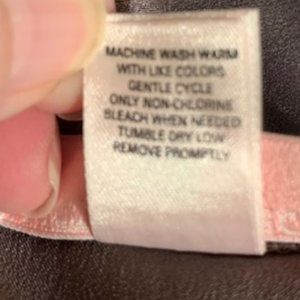 MACHINE WASH WARM
WITH LIKE COLORS
GENTLE CYCLE
ONLY NON-CHLORINE
BLEACH WHEN NEEDED
TUMBLE DRY LOW
REMOVE PROMPTLY